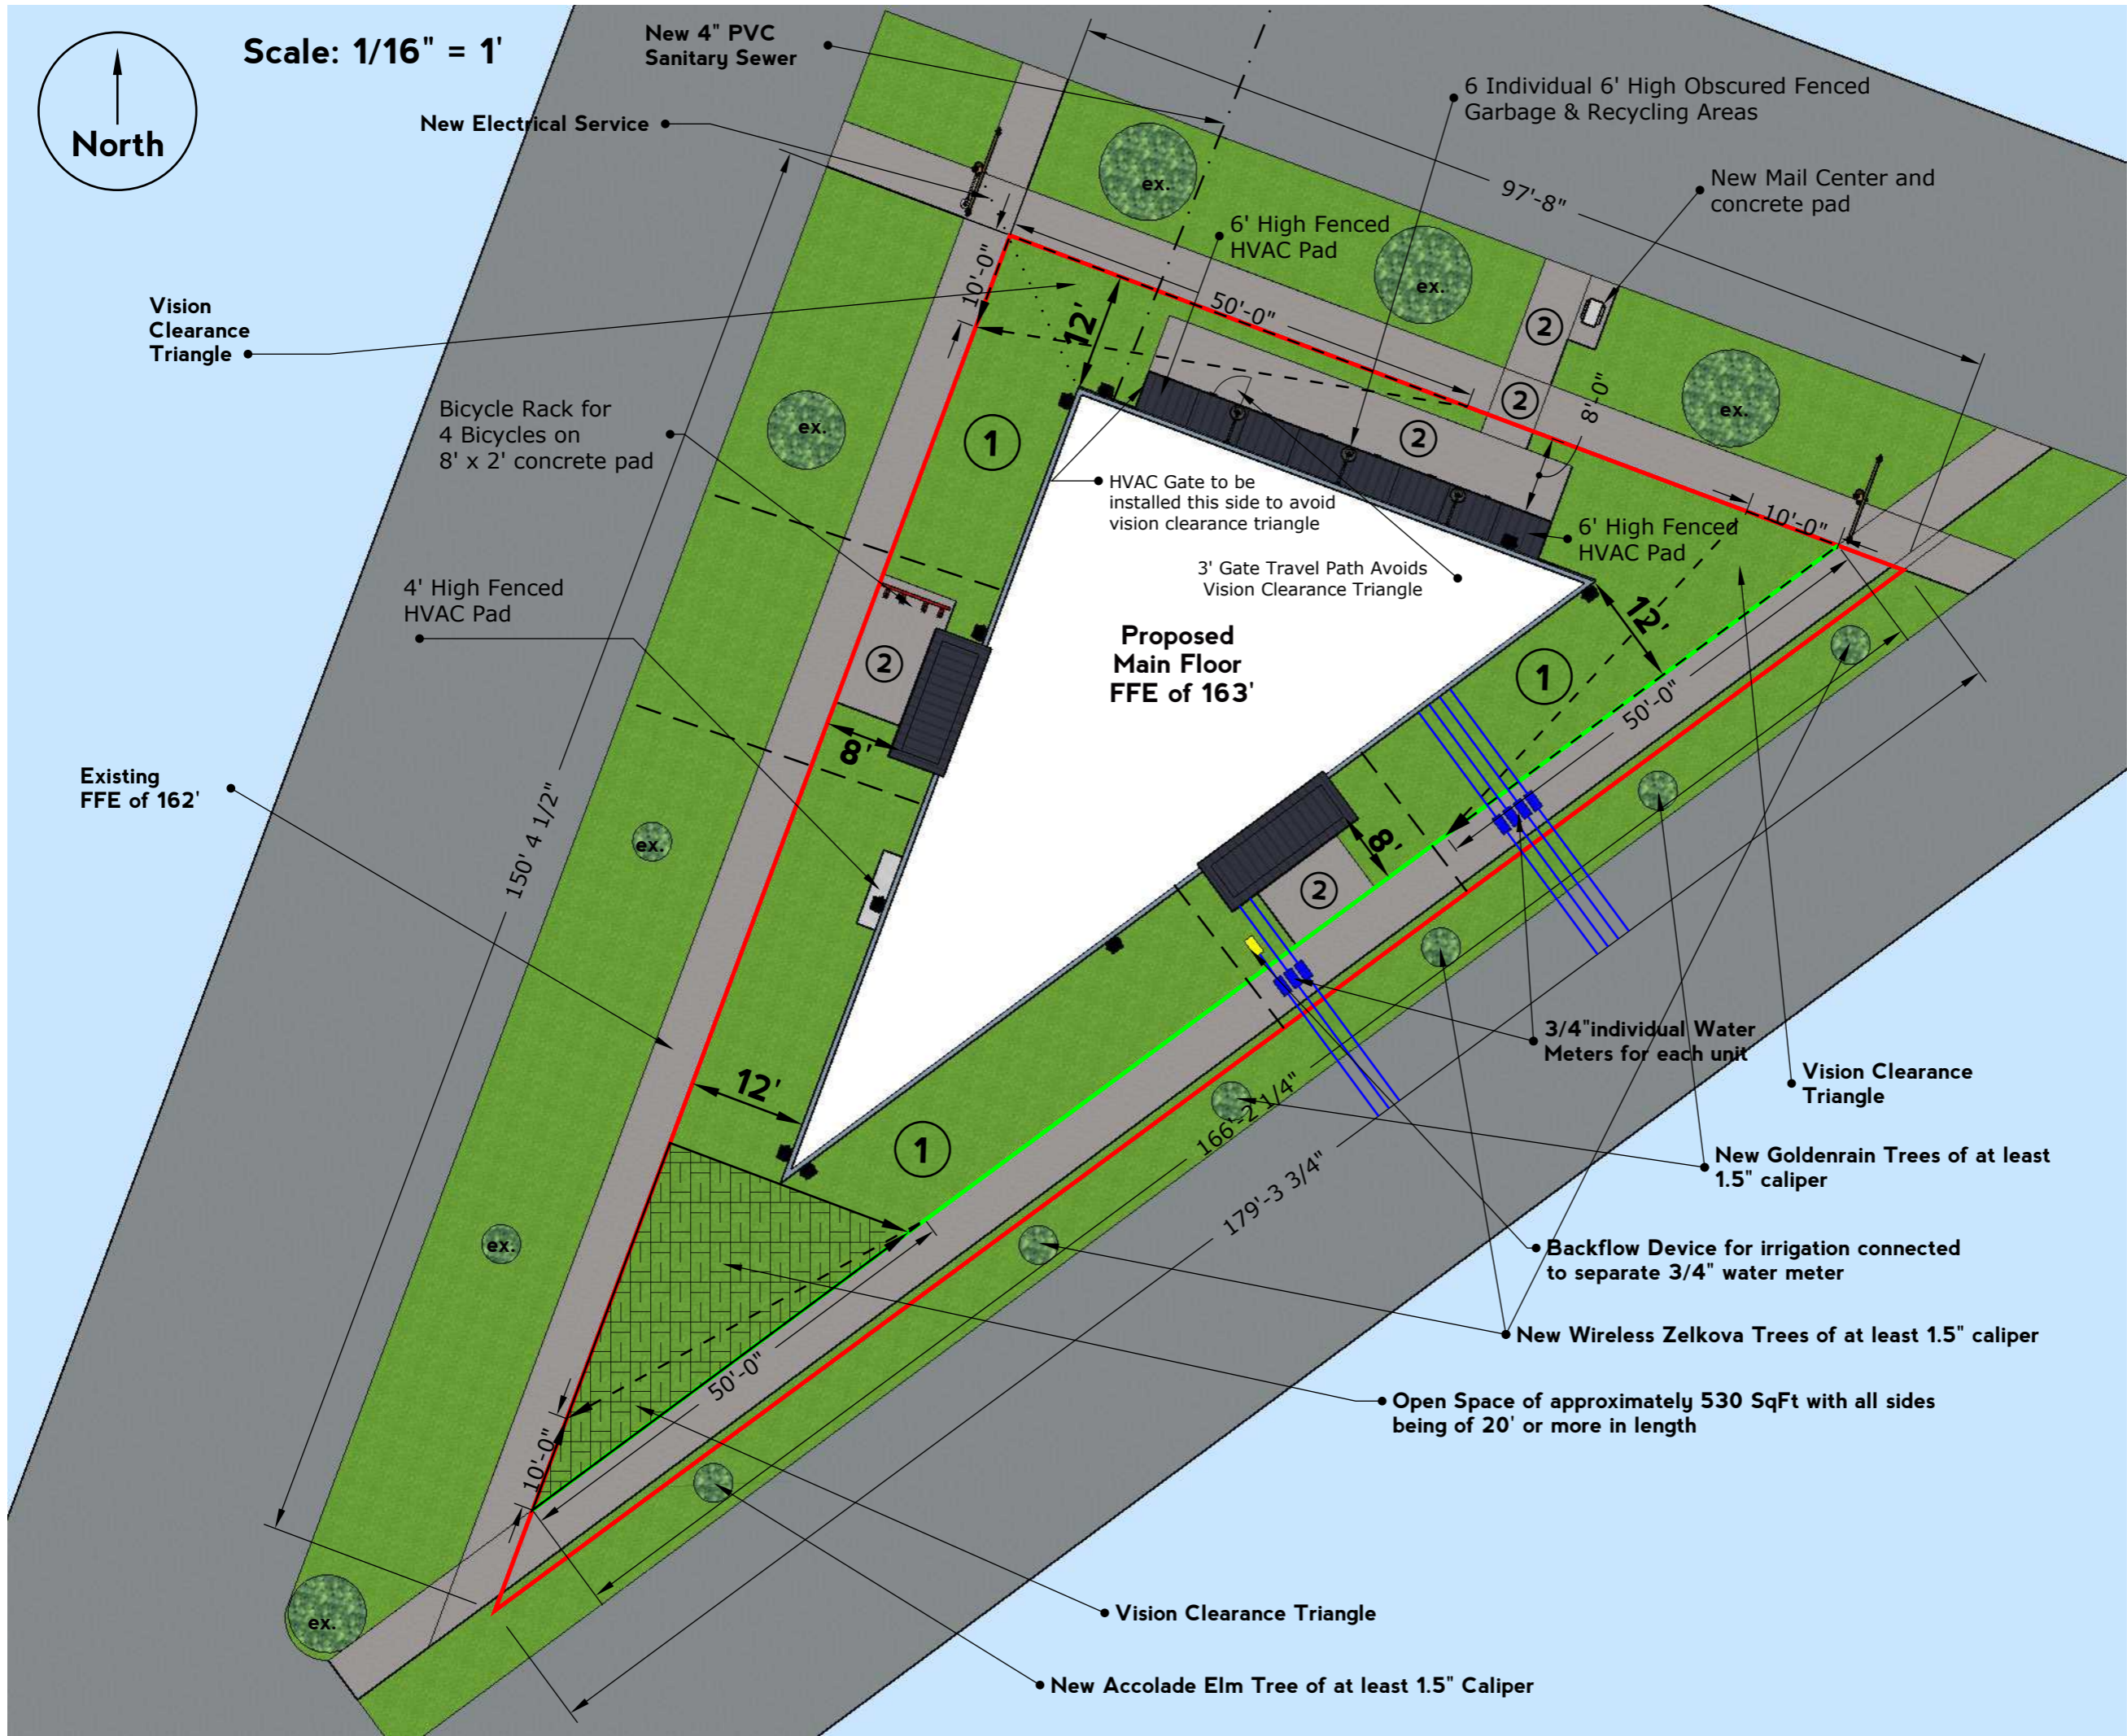 Scale: 1/16" = 1'
North
New 4" PVC
Sanitary Sewer
New Electrical Service
6 Individual 6' High Obscured Fenced
Garbage & Recycling Areas
97'-8"
New Mail Center and
concrete pad
6' High Fenced
HVAC Pad
ex.
ex.
ex.
Vision
Clearance
Triangle
10'-0"
12'
50'-0"
2
2
8'-0"
Bicycle Rack for
4 Bicycles on
8' x 2' concrete pad
ex.
1
2
HVAC Gate to be
installed this side to avoid
vision clearance triangle
10'-0"
6' High Fenced
HVAC Pad
3' Gate Travel Path Avoids
Vision Clearance Triangle
4' High Fenced
HVAC Pad
12'
Proposed
Main Floor
FFE of 163'
2
1
50'-0"
8'
Existing
FFE of 162'
150' 4 1/2"
ex.
8'
2
3/4"individual Water
Meters for each unit
Vision Clearance
Triangle
12'
166'-2 1/4"
1
179'-3 3/4"
New Goldenrain Trees of at least
1.5" caliper
ex.
Backflow Device for irrigation connected
to separate 3/4" water meter
New Wireless Zelkova Trees of at least 1.5" caliper
50'-0"
Open Space of approximately 530 SqFt with all sides
being of 20' or more in length
10'-0"
ex.
Vision Clearance Triangle
New Accolade Elm Tree of at least 1.5" Caliper